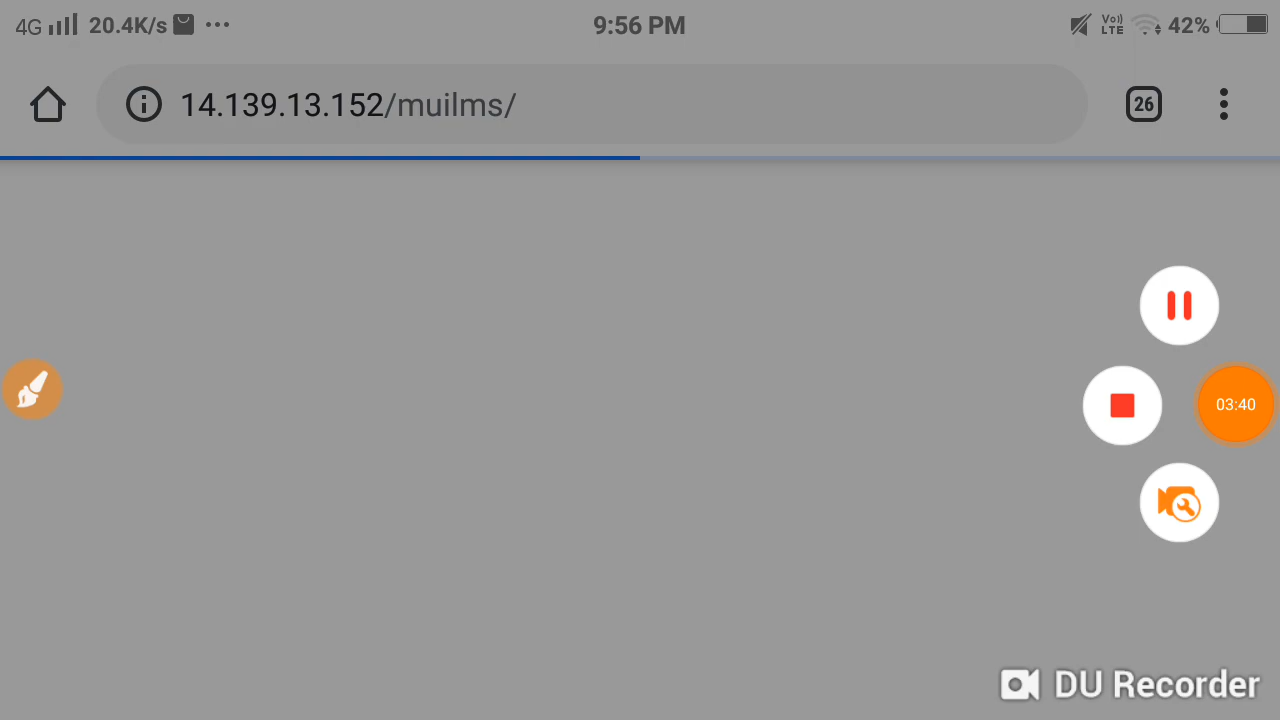 4G 20.4K/s 9:56 PM Vo)) LTE 42%
14.139.13.152/muilms/ 26
03:40
DU Recorder